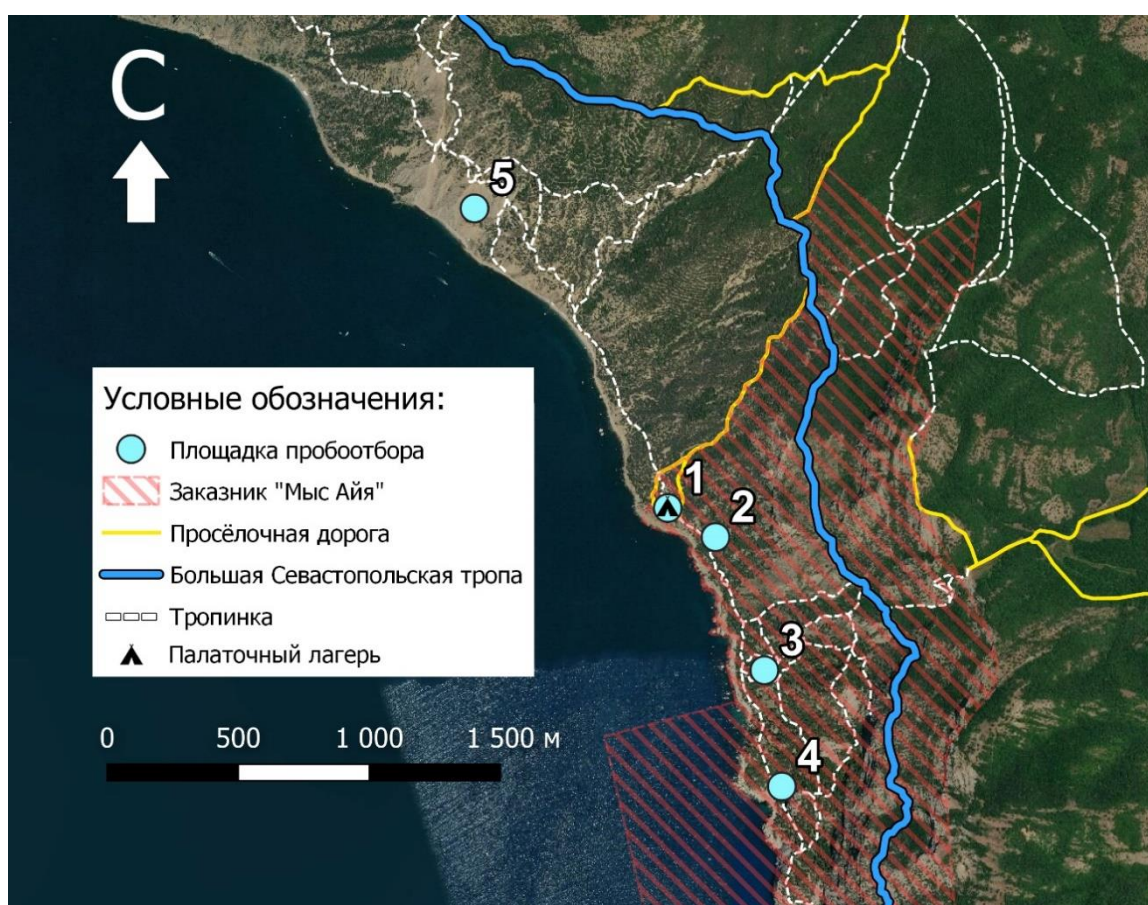 С
5
1
2
3
4
Условные обозначения:
Площадка пробоотбора
Заказник "Мыс Айя"
Просёлочная дорога
Большая Севастопольская тропа
Тропинка
Палаточный лагерь
0 500 1 000 1 500 м